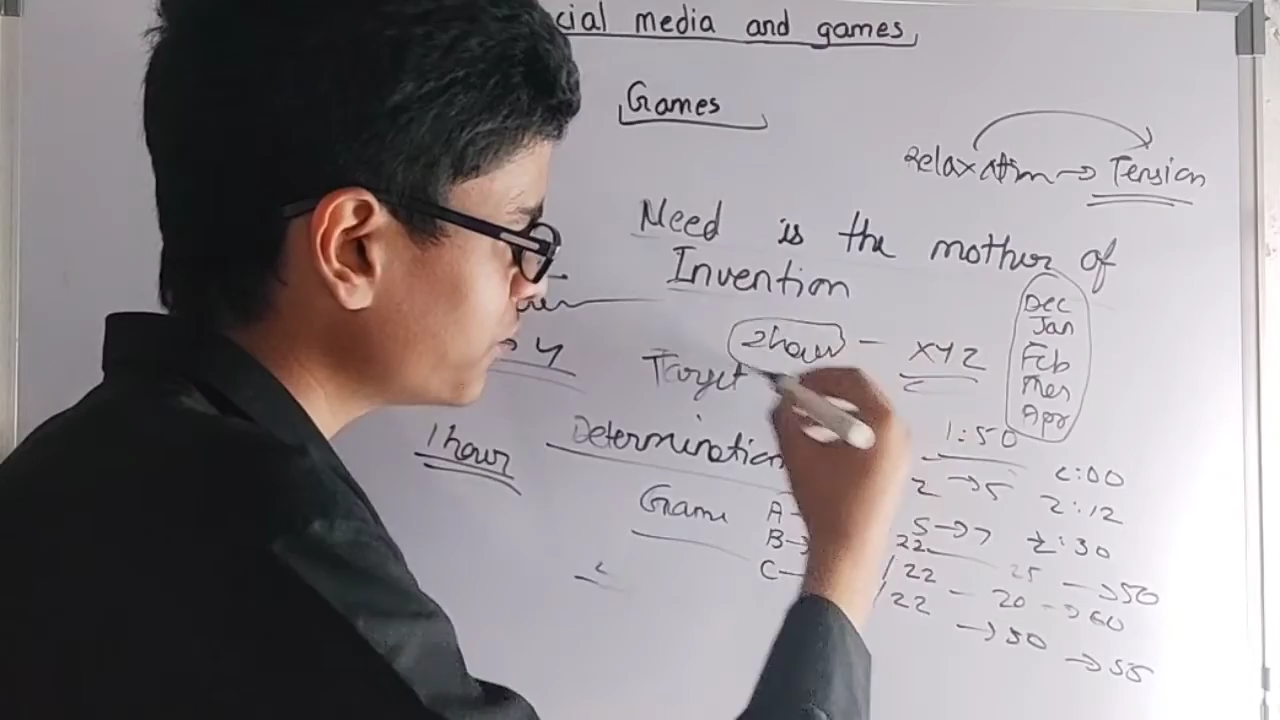 cial media and games
Games
Relaxation → Tension
Need is the mother of
Invention
Dec
Jan
Feb
Mar
Apr
2hour - XYZ
Target
→ Y
1 hour
Determination
1:50
2:00
2 → 5
2:12
Game A
5 → 7
2:30
B →
22
25 → 50
C
/22 - 20 → 60
/22 → 50 → 55